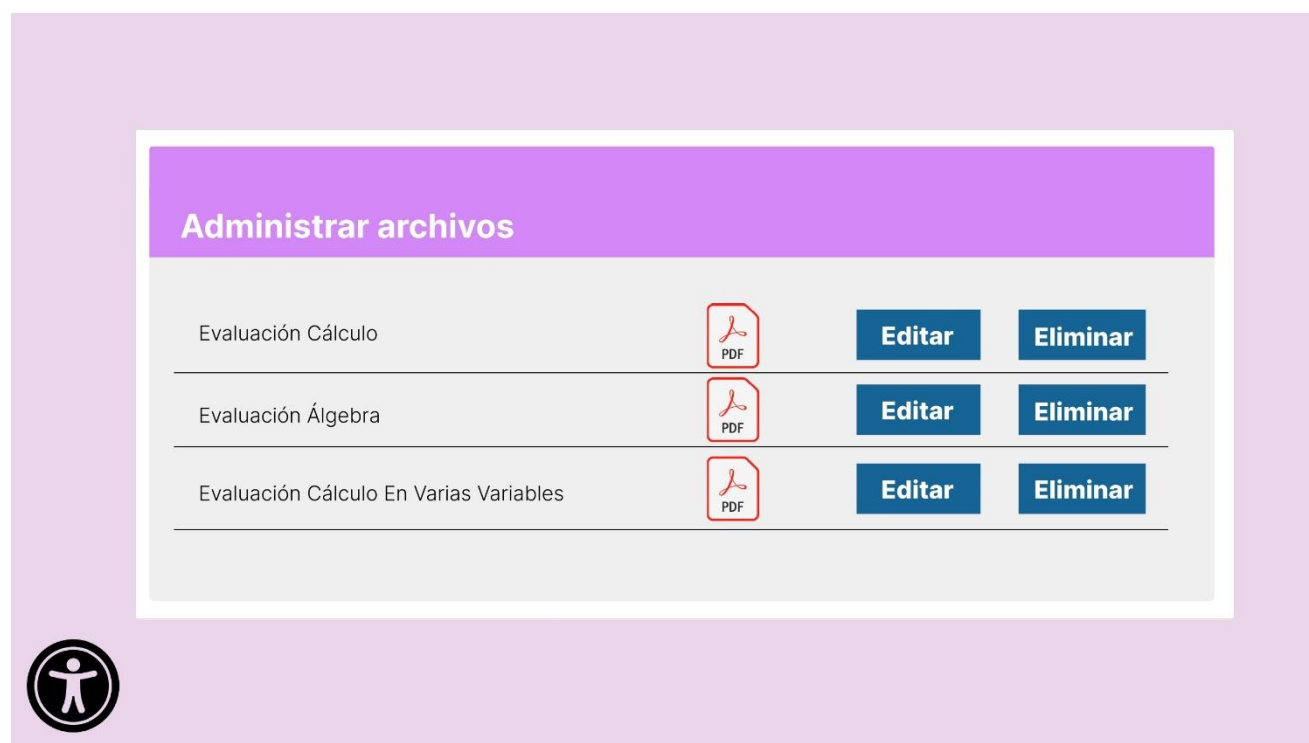 Administrar archivos
Evaluación Cálculo PDF Editar Eliminar
Evaluación Álgebra PDF Editar Eliminar
Evaluación Cálculo En Varias Variables PDF Editar Eliminar